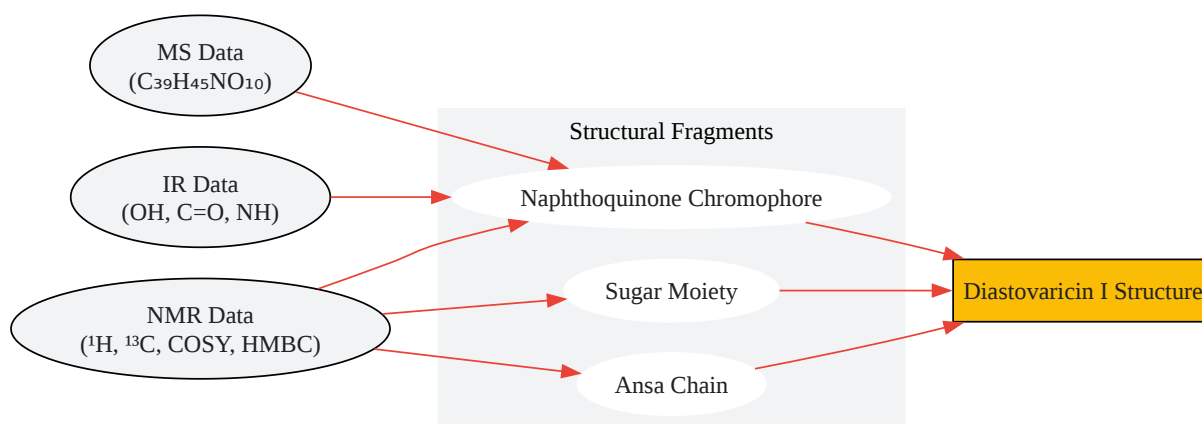 MS Data
(C₃₉H₄₅NO₁₀)
IR Data
(OH, C=O, NH)
NMR Data
(¹H, ¹³C, COSY, HMBC)
Structural Fragments
Naphthoquinone Chromophore
Sugar Moiety
Ansa Chain
Diastovaricin I Structure